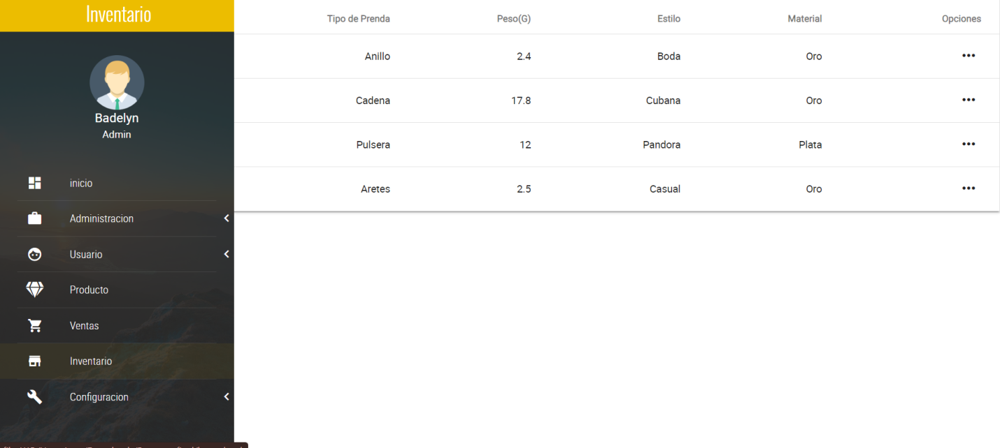 Inventario
Tipo de Prenda Peso(G) Estilo Material Opciones
Anillo 2.4 Boda Oro •••
Cadena 17.8 Cubana Oro •••
Pulsera 12 Pandora Plata •••
Aretes 2.5 Casual Oro •••
Badelyn
Admin
inicio
Administracion
Usuario
Producto
Ventas
Inventario
Configuracion